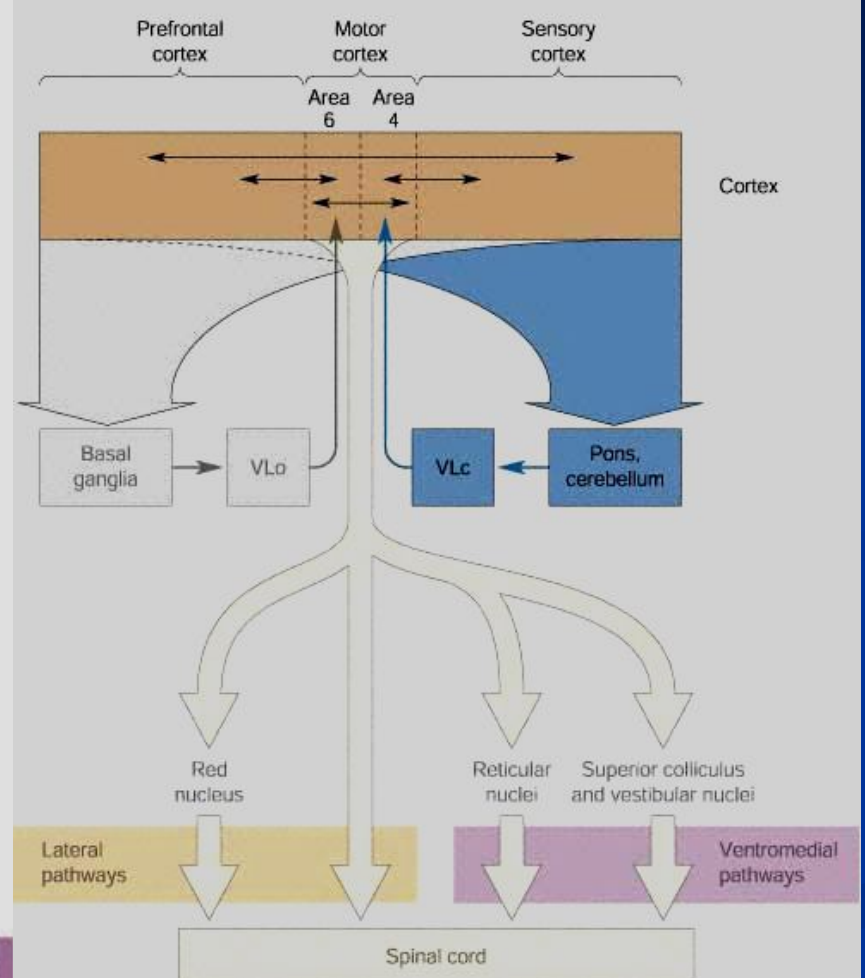 Prefrontal
cortex
Motor
cortex
Sensory
cortex
Area
6
Area
4
Cortex
Basal
ganglia
VLo
VLc
Pons,
cerebellum
Red
nucleus
Reticular
nuclei
Superior colliculus
and vestibular nuclei
Lateral
pathways
Ventromedial
pathways
Spinal cord